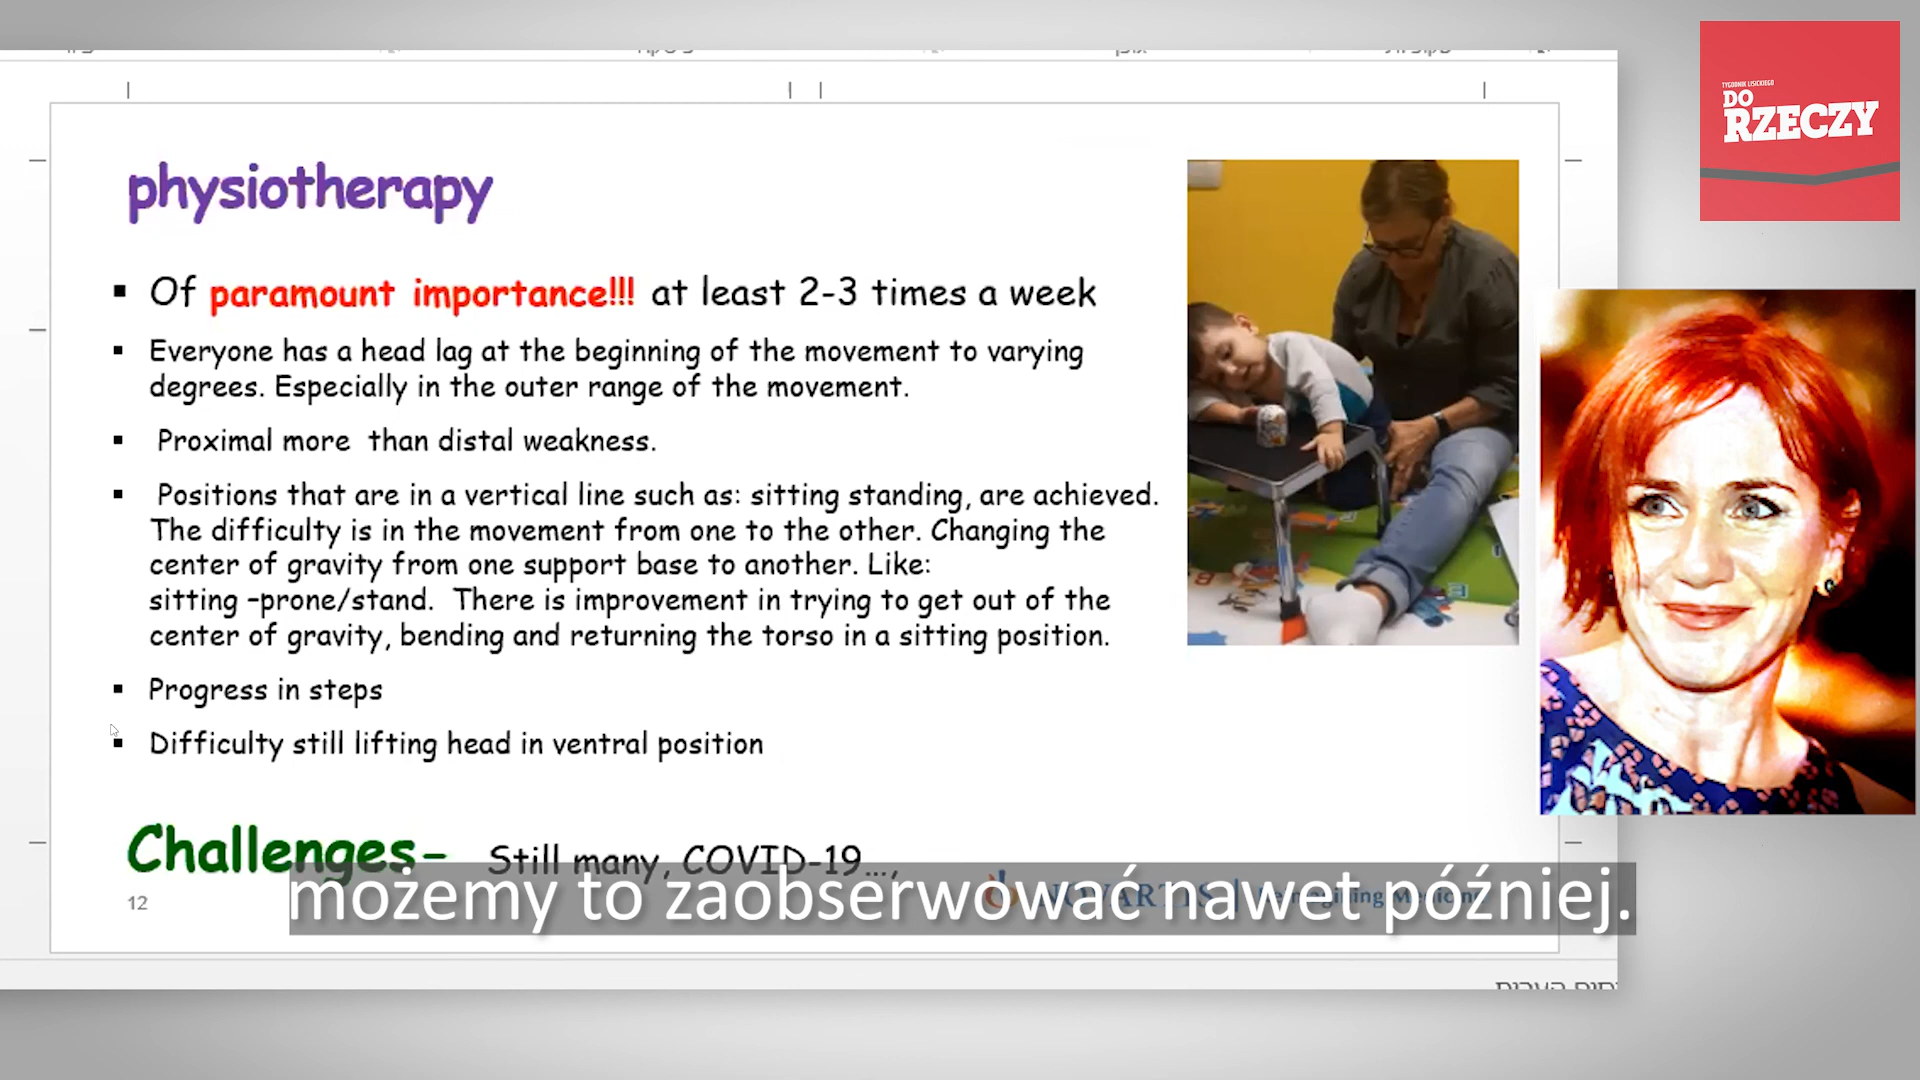 TYGODNIK LISICKIEGO
DO
RZECZY
physiotherapy
▪ Of paramount importance!!! at least 2-3 times a week
▪ Everyone has a head lag at the beginning of the movement to varying
degrees. Especially in the outer range of the movement.
▪ Proximal more than distal weakness.
▪ Positions that are in a vertical line such as: sitting standing, are achieved.
The difficulty is in the movement from one to the other. Changing the
center of gravity from one support base to another. Like:
sitting –prone/stand. There is improvement in trying to get out of the
center of gravity, bending and returning the torso in a sitting position.
▪ Progress in steps
▪ Difficulty still lifting head in ventral position
Challenges– Still many, COVID-19...,
możemy to zaobserwować nawet później.
12
NOVARTIS | Reimagining Medicine